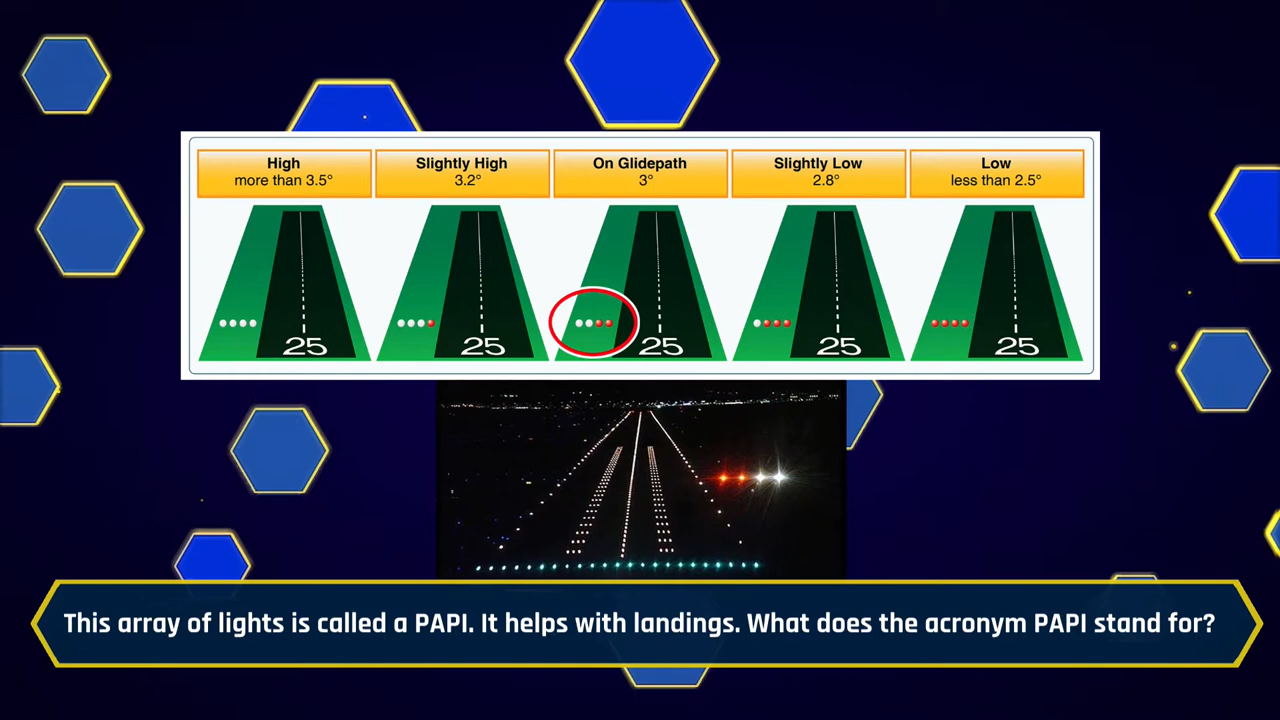 High
more than 3.5°
Slightly High
3.2°
On Glidepath
3°
Slightly Low
2.8°
Low
less than 2.5°
25
25
25
25
25
This array of lights is called a PAPI. It helps with landings. What does the acronym PAPI stand for?